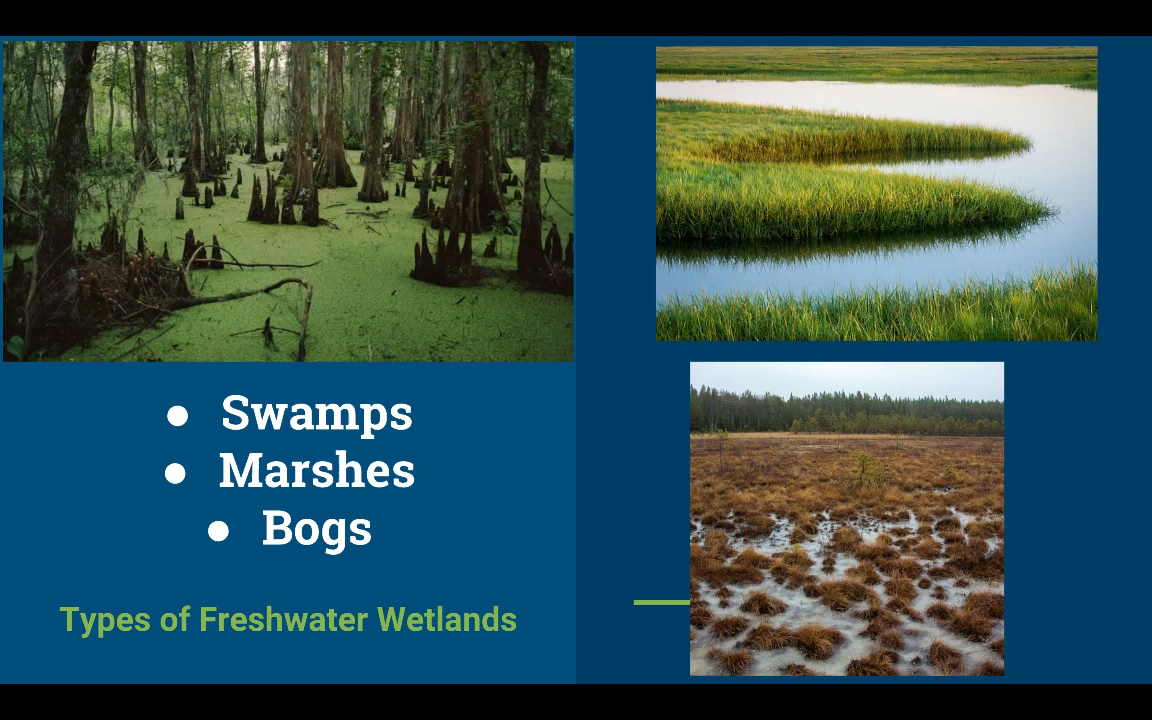 ● Swamps
● Marshes
● Bogs
Types of Freshwater Wetlands